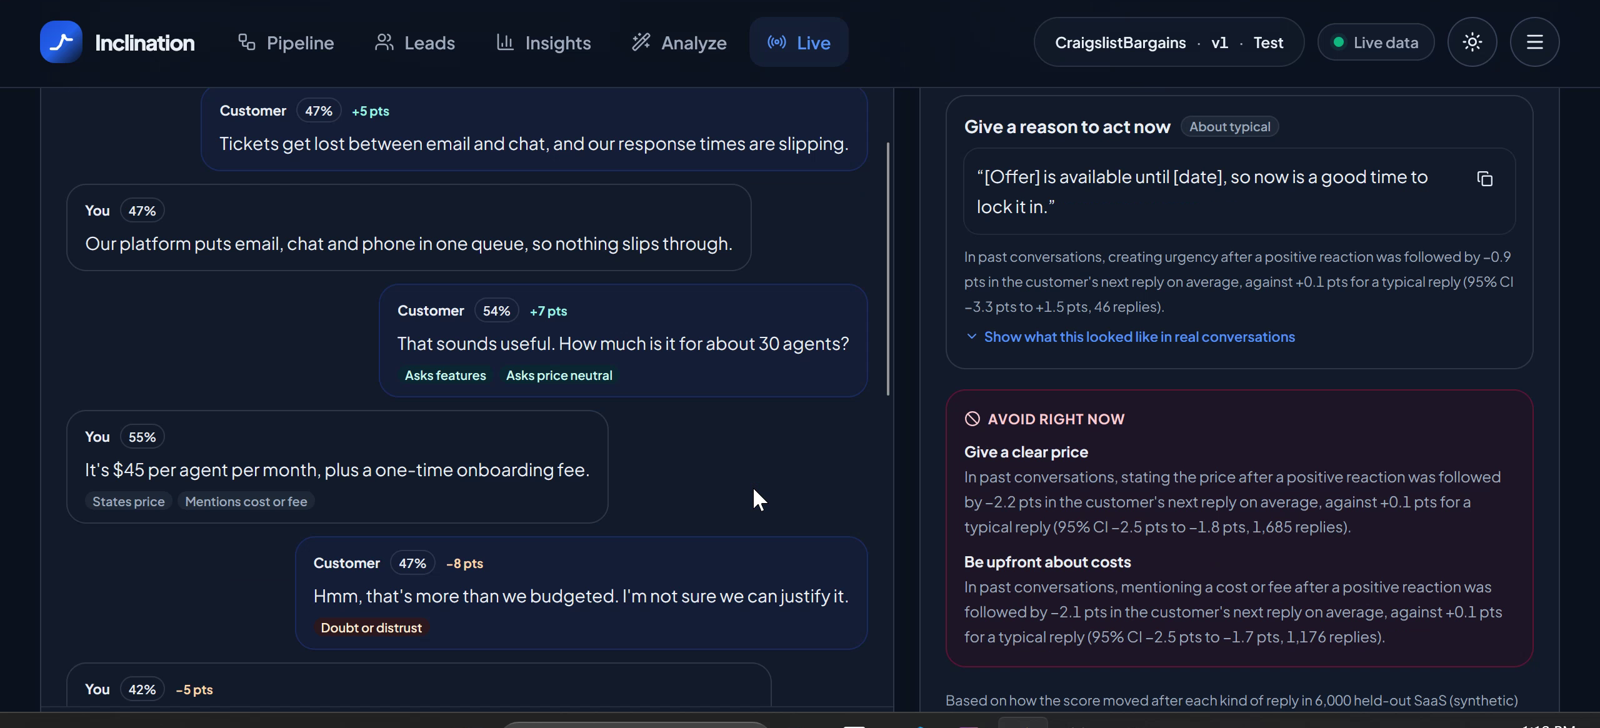 Inclination
Pipeline
Leads
Insights
Analyze
Live
CraigslistBargains · v1 · Test
Live data
Customer 47% +5 pts
Tickets get lost between email and chat, and our response times are slipping.
You 47%
Our platform puts email, chat and phone in one queue, so nothing slips through.
Customer 54% +7 pts
That sounds useful. How much is it for about 30 agents?
Asks features Asks price neutral
You 55%
It's $45 per agent per month, plus a one-time onboarding fee.
States price Mentions cost or fee
Customer 47% −8 pts
Hmm, that's more than we budgeted. I'm not sure we can justify it.
Doubt or distrust
You 42% −5 pts
Give a reason to act now About typical
“[Offer] is available until [date], so now is a good time to
lock it in.”
In past conversations, creating urgency after a positive reaction was followed by −0.9
pts in the customer's next reply on average, against +0.1 pts for a typical reply (95% CI
−3.3 pts to +1.5 pts, 46 replies).
Show what this looked like in real conversations
AVOID RIGHT NOW
Give a clear price
In past conversations, stating the price after a positive reaction was followed
by −2.2 pts in the customer's next reply on average, against +0.1 pts for a
typical reply (95% CI −2.5 pts to −1.8 pts, 1,685 replies).
Be upfront about costs
In past conversations, mentioning a cost or fee after a positive reaction was
followed by −2.1 pts in the customer's next reply on average, against +0.1 pts
for a typical reply (95% CI −2.5 pts to −1.7 pts, 1,176 replies).
Based on how the score moved after each kind of reply in 6,000 held-out SaaS (synthetic)